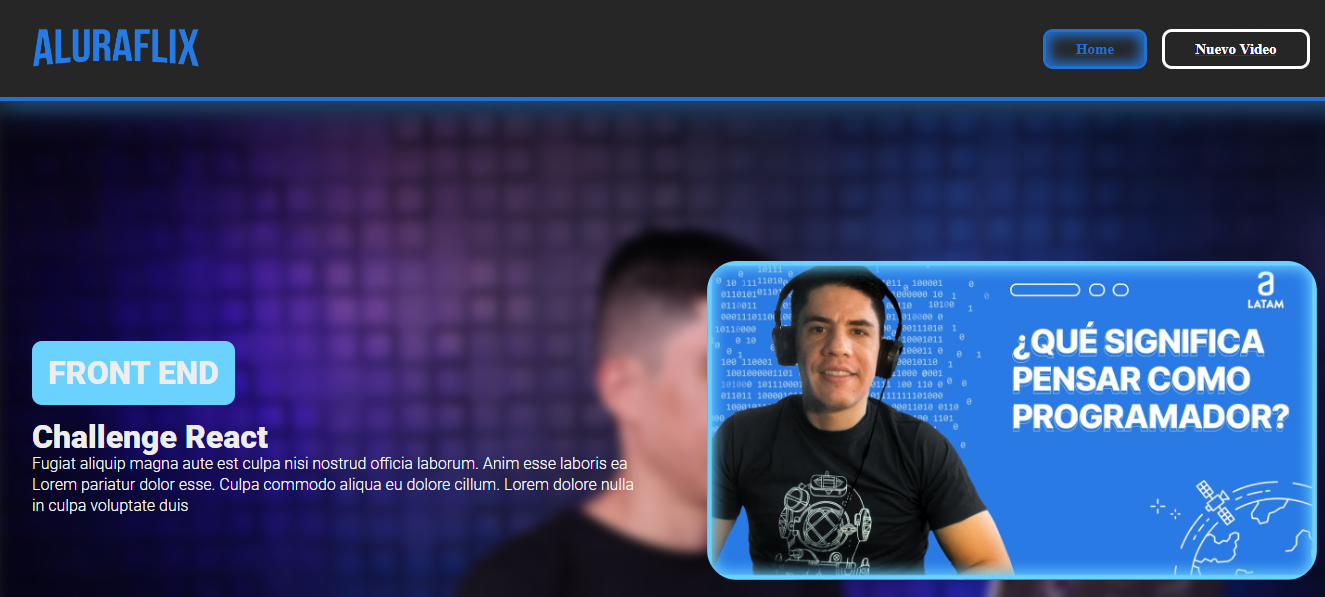 ALURAFLIX
Home
Nuevo Video
FRONT END
Challenge React
Fugiat aliquip magna aute est culpa nisi nostrud officia laborum. Anim esse laboris ea
Lorem pariatur dolor esse. Culpa commodo aliqua eu dolore cillum. Lorem dolore nulla
in culpa voluptate duis
a
LATAM
¿QUÉ SIGNIFICA
PENSAR COMO
PROGRAMADOR?